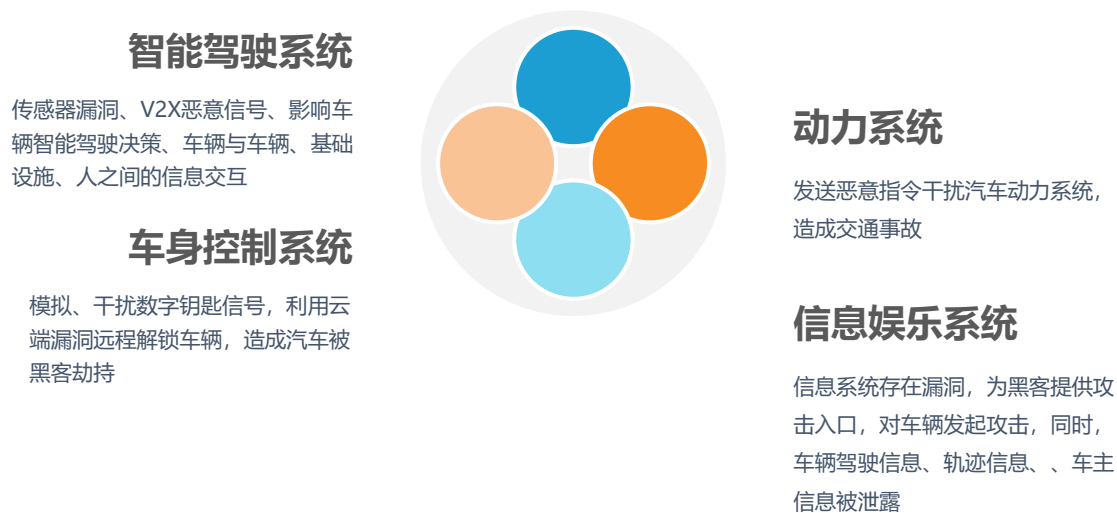 智能驾驶系统
传感器漏洞、V2X恶意信号、影响车
辆智能驾驶决策、车辆与车辆、基础
设施、人之间的信息交互
车身控制系统
模拟、干扰数字钥匙信号，利用云
端漏洞远程解锁车辆，造成汽车被
黑客劫持
动力系统
发送恶意指令干扰汽车动力系统，
造成交通事故
信息娱乐系统
信息系统存在漏洞，为黑客提供攻
击入口，对车辆发起攻击，同时，
车辆驾驶信息、轨迹信息、、车主
信息被泄露